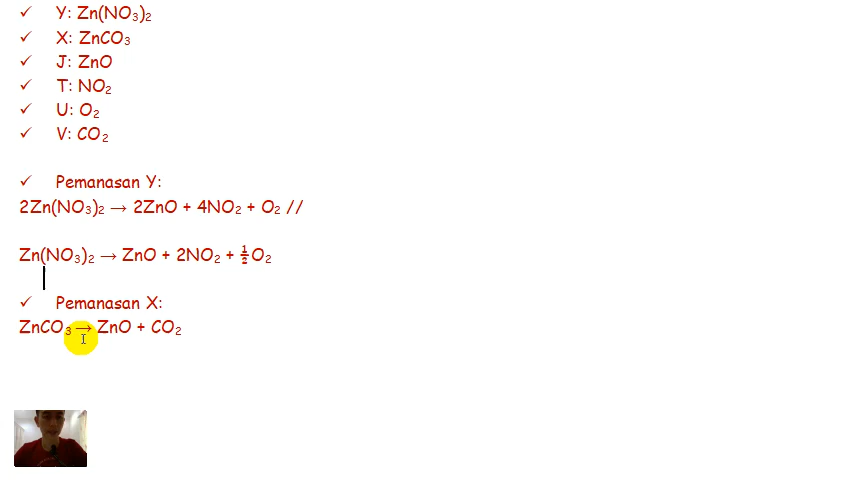 ✓ Y: Zn(NO₃)₂
✓ X: ZnCO₃
✓ J: ZnO
✓ T: NO₂
✓ U: O₂
✓ V: CO₂
✓ Pemanasan Y:
2Zn(NO₃)₂ → 2ZnO + 4NO₂ + O₂ //
Zn(NO₃)₂ → ZnO + 2NO₂ + ½O₂
✓ Pemanasan X:
ZnCO₃ → ZnO + CO₂